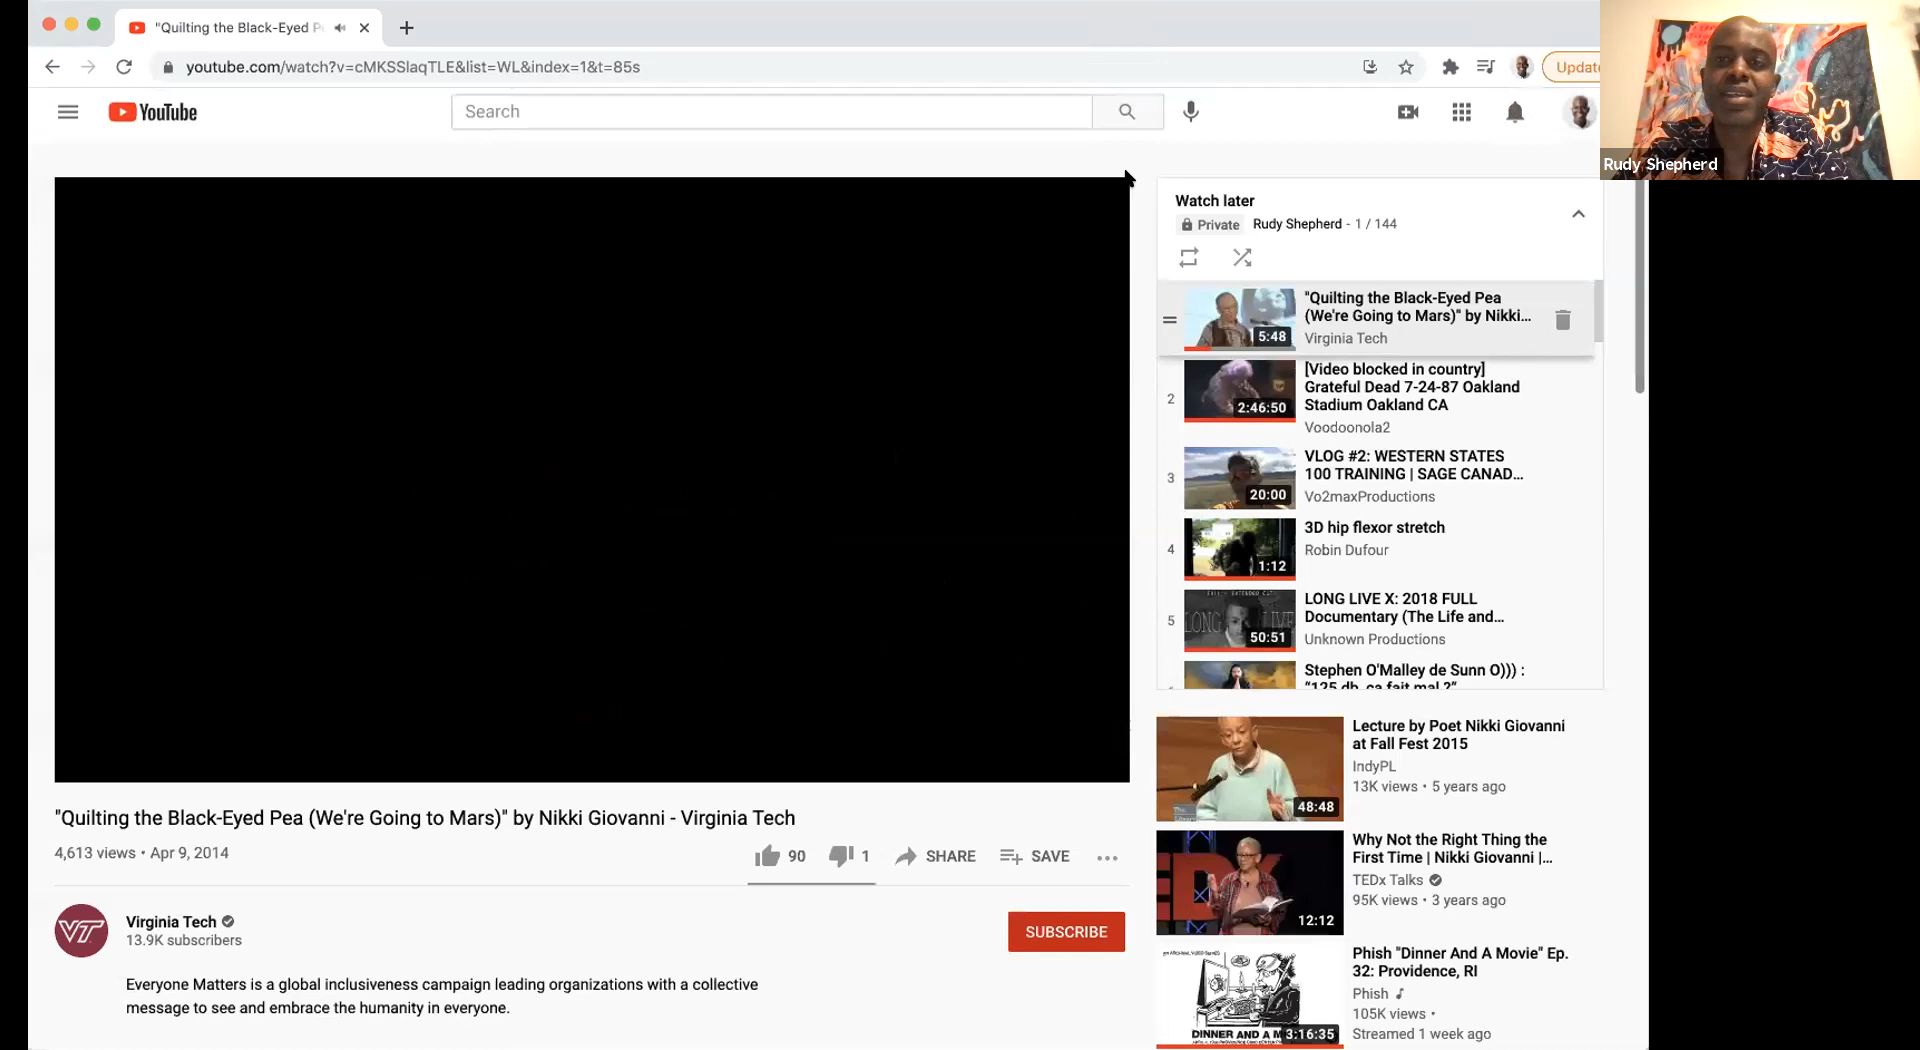 "Quilting the Black-Eyed P
youtube.com/watch?v=cMKSSlaqTLE&list=WL&index=1&t=85s
Update
YouTube
Search
Rudy Shepherd
Watch later
Private
Rudy Shepherd - 1 / 144
"Quilting the Black-Eyed Pea
(We're Going to Mars)" by Nikki...
Virginia Tech
5:48
2
[Video blocked in country]
Grateful Dead 7-24-87 Oakland
Stadium Oakland CA
Voodoonola2
2:46:50
3
VLOG #2: WESTERN STATES
100 TRAINING | SAGE CANAD...
Vo2maxProductions
20:00
4
3D hip flexor stretch
Robin Dufour
1:12
5
LONG LIVE X: 2018 FULL
Documentary (The Life and...
Unknown Productions
LONG LIVE
50:51
Stephen O'Malley de Sunn O))) :
"125 db, ça fait mal ?"
"Quilting the Black-Eyed Pea (We're Going to Mars)" by Nikki Giovanni - Virginia Tech
4,613 views • Apr 9, 2014
90
1
SHARE
SAVE
VT
Virginia Tech
13.9K subscribers
SUBSCRIBE
Everyone Matters is a global inclusiveness campaign leading organizations with a collective
message to see and embrace the humanity in everyone.
Lecture by Poet Nikki Giovanni
at Fall Fest 2015
IndyPL
13K views • 5 years ago
48:48
Why Not the Right Thing the
First Time | Nikki Giovanni |...
TEDx Talks
95K views • 3 years ago
12:12
Phish "Dinner And A Movie" Ep.
32: Providence, RI
Phish
105K views •
Streamed 1 week ago
DINNER AND A M
3:16:35